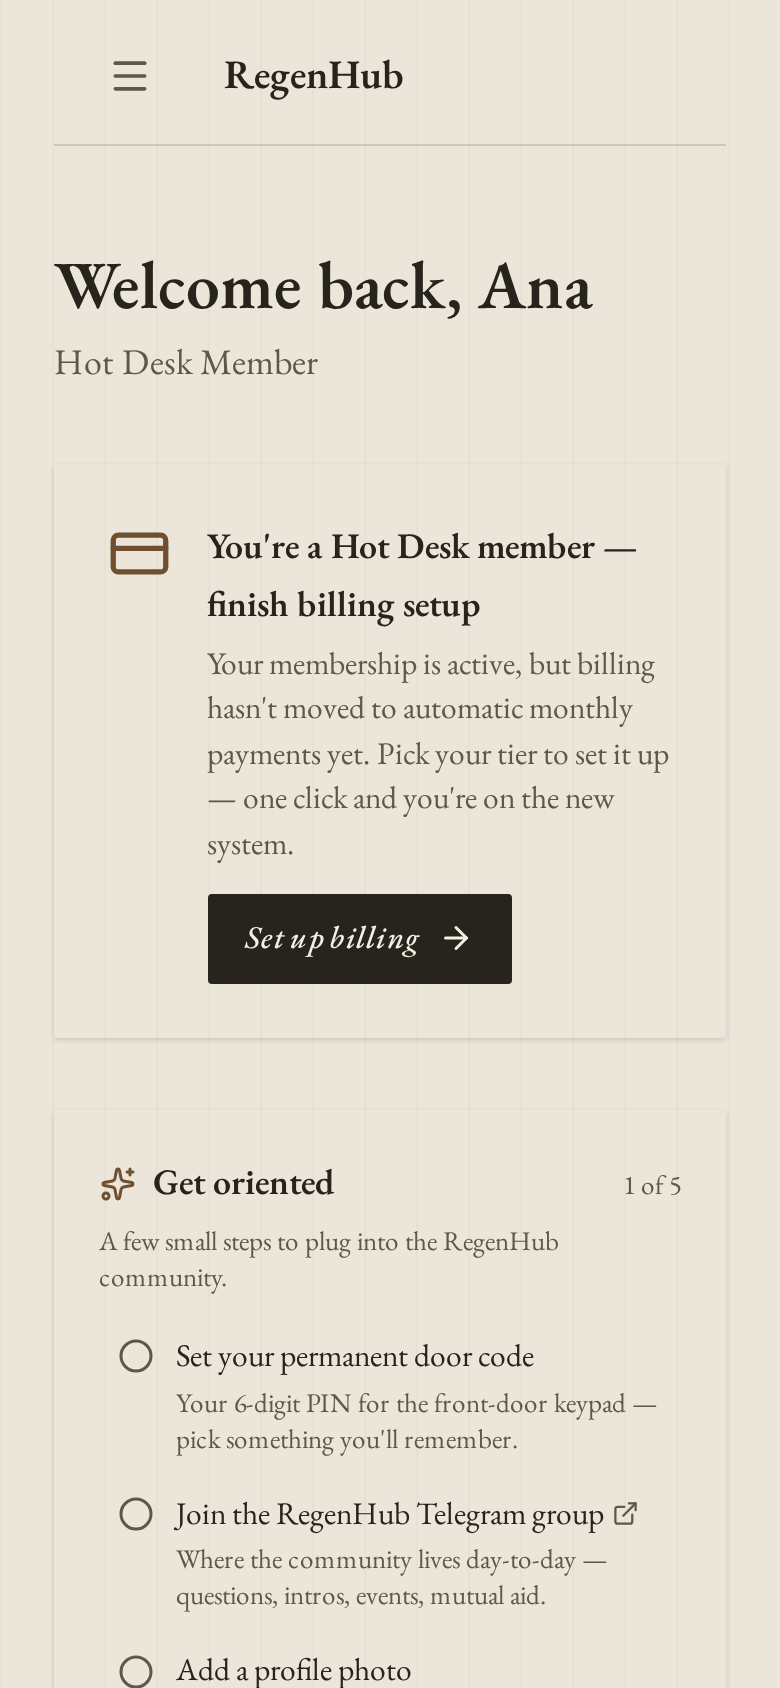 RegenHub
Welcome back, Ana
Hot Desk Member
You're a Hot Desk member —
finish billing setup
Your membership is active, but billing
hasn't moved to automatic monthly
payments yet. Pick your tier to set it up
— one click and you're on the new
system.
Set up billing
Get oriented
1 of 5
A few small steps to plug into the RegenHub
community.
Set your permanent door code
Your 6-digit PIN for the front-door keypad —
pick something you'll remember.
Join the RegenHub Telegram group
Where the community lives day-to-day —
questions, intros, events, mutual aid.
Add a profile photo